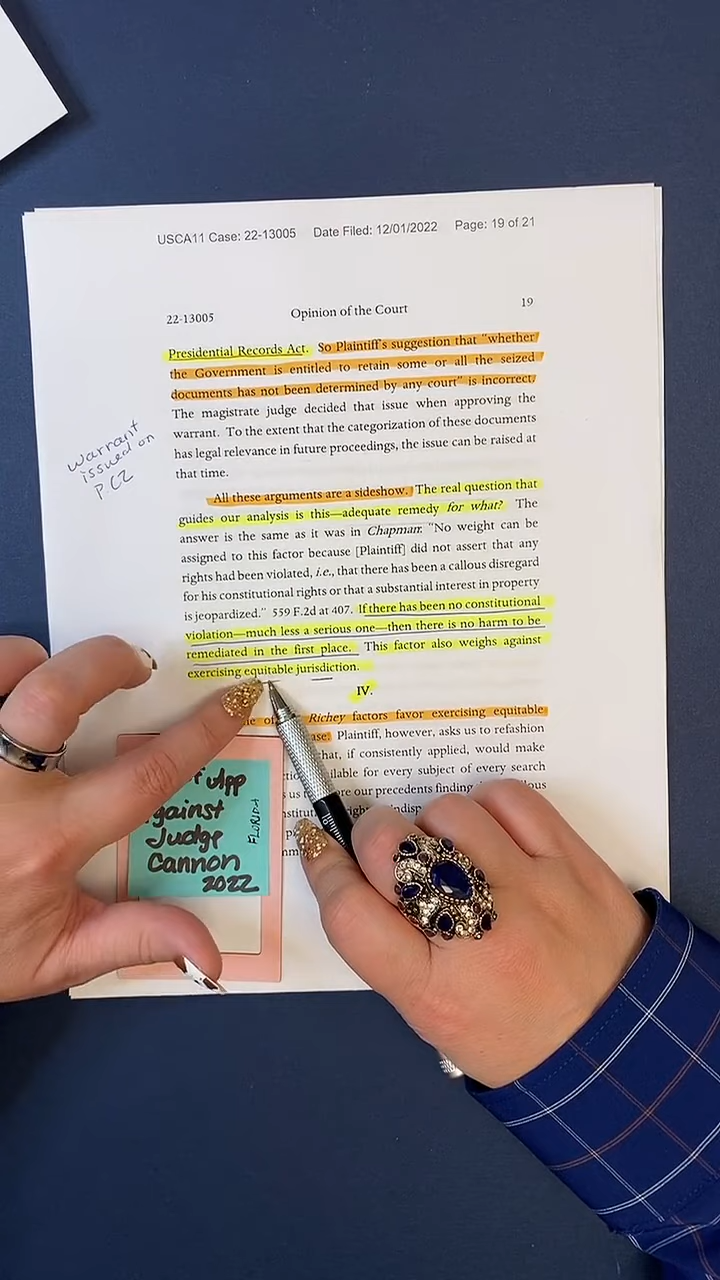 USCA11 Case: 22-13005 Date Filed: 12/01/2022 Page: 19 of 21
22-13005 Opinion of the Court 19
Presidential Records Act. So Plaintiff's suggestion that "whether
the Government is entitled to retain some or all the seized
documents has not been determined by any court" is incorrect.
The magistrate judge decided that issue when approving the
warrant. To the extent that the categorization of these documents
has legal relevance in future proceedings, the issue can be raised at
that time.
warrant
issued on
All these arguments are a sideshow. The real question that
guides our analysis is this—adequate remedy for what? The
answer is the same as it was in Chapman: "No weight can be
assigned to this factor because [Plaintiff] did not assert that any
rights had been violated, i.e., that there has been a callous disregard
for his constitutional rights or that a substantial interest in property
is jeopardized." 559 F.2d at 407. If there has been no constitutional
violation—much less a serious one—then there is no harm to be
remediated in the first place. This factor also weighs against
exercising equitable jurisdiction.
IV.
Richey factors favor exercising equitable
Plaintiff, however, asks us to refashion
that, if consistently applied, would make
for every subject of every search
our precedents finding
App
Against
Judge
Cannon
2022
FLORIDA